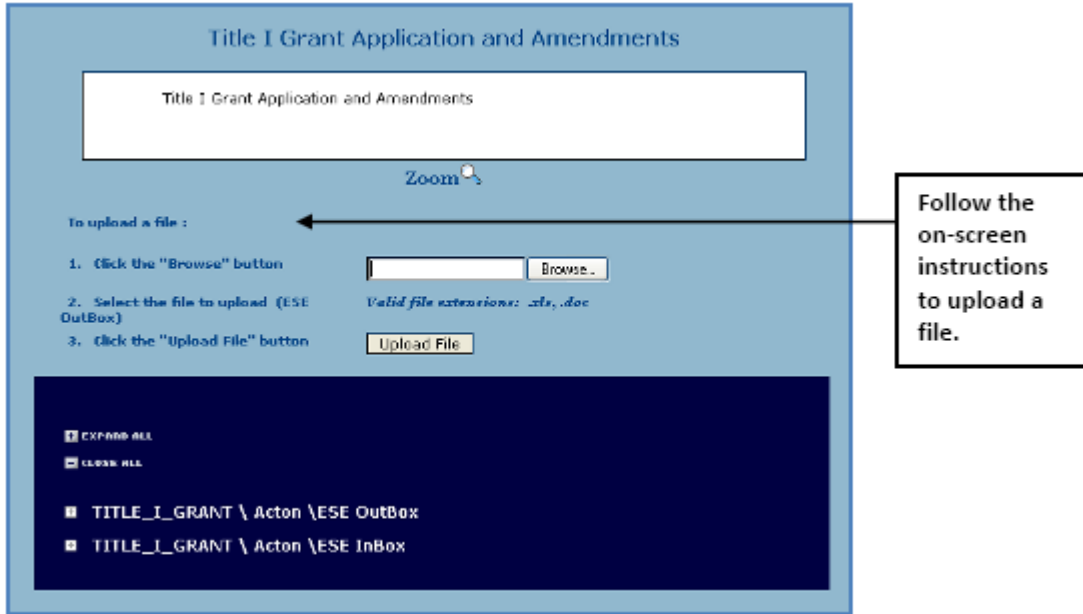 Title I Grant Application and Amendments
Title I Grant Application and Amendments
Zoom
To upload a file :
1. Click the "Browse" button
Browse...
2. Select the file to upload (ESE
OutBox)
Valid file extensions: .xls, .doc
3. Click the "Upload File" button
Upload File
EXPAND ALL
CLOSE ALL
TITLE_I_GRANT \ Acton \ESE OutBox
TITLE_I_GRANT \ Acton \ESE InBox
Follow the
on-screen
instructions
to upload a
file.